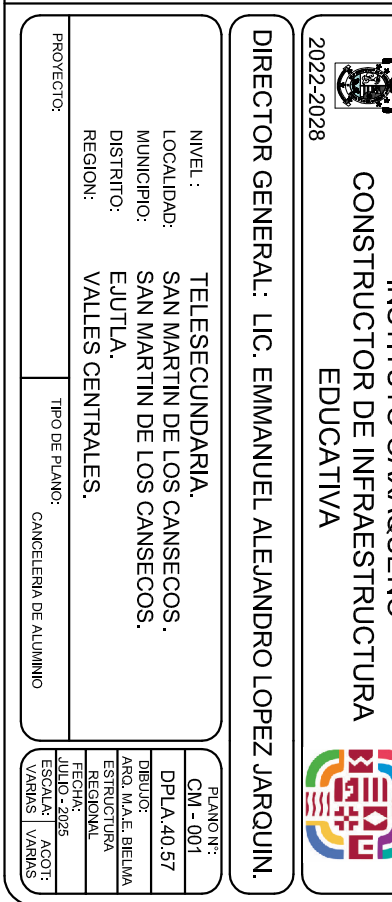 CONSTRUCTOR DE INFRAESTRUCTURA
EDUCATIVA
2022-2028
DIRECTOR GENERAL: LIC. EMMANUEL ALEJANDRO LOPEZ JARQUIN.
NIVEL : TELESECUNDARIA.
LOCALIDAD: SAN MARTIN DE LOS CANSECOS.
MUNICIPIO: SAN MARTIN DE LOS CANSECOS.
DISTRITO: EJUTLA.
REGION: VALLES CENTRALES.
PROYECTO:
TIPO DE PLANO:
CANCELERIA DE ALUMINIO
PLANO Nº:
CM - 001
DPLA.40.57
DIBUJO:
ARQ. M.A.E. BIELMA
ESTRUCTURA
REGIONAL
FECHA:
JULIO - 2025
ESCALA: ACOT:
VARIAS VARIAS